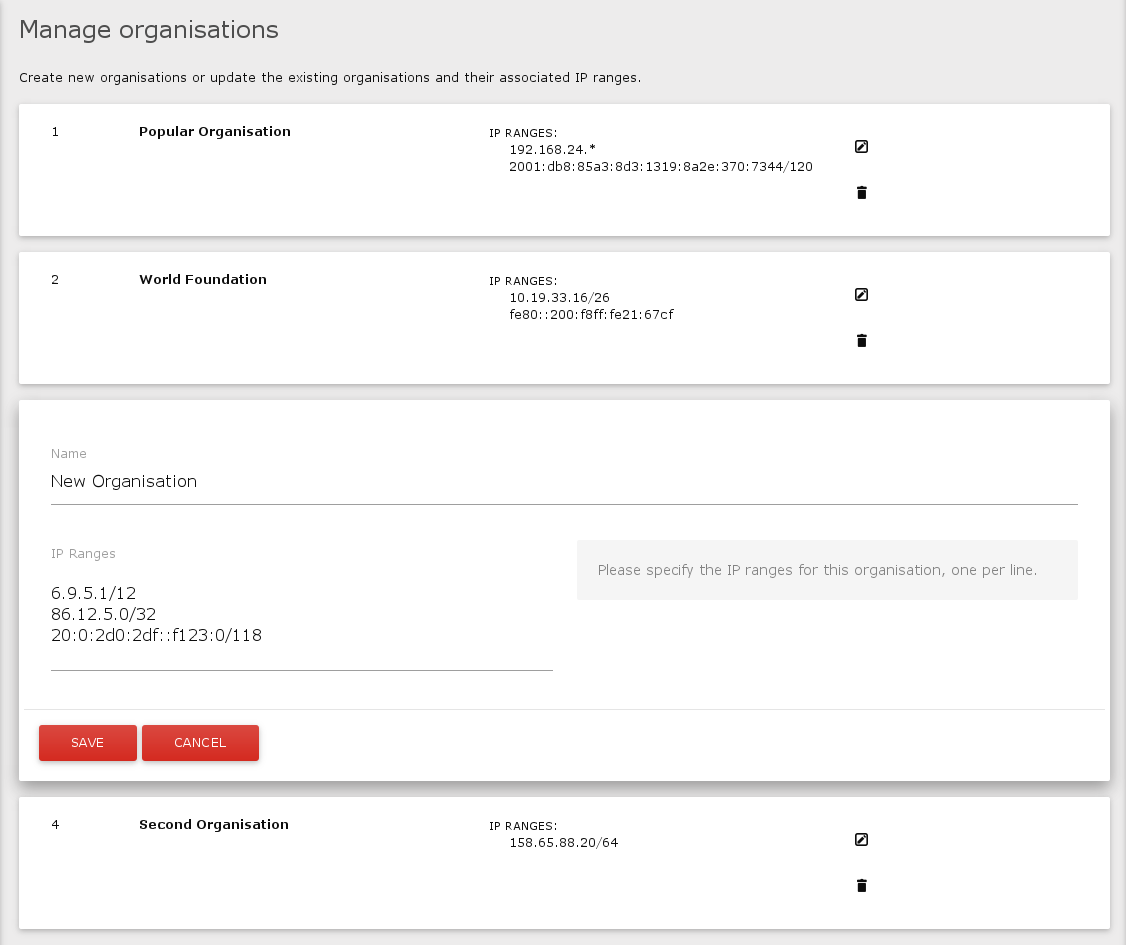 Manage organisations
Create new organisations or update the existing organisations and their associated IP ranges.
1
Popular Organisation
IP RANGES:
192.168.24.*
2001:db8:85a3:8d3:1319:8a2e:370:7344/120
2
World Foundation
IP RANGES:
10.19.33.16/26
fe80::200:f8ff:fe21:67cf
Name
New Organisation
IP Ranges
6.9.5.1/12
86.12.5.0/32
20:0:2d0:2df::f123:0/118
Please specify the IP ranges for this organisation, one per line.
SAVE
CANCEL
4
Second Organisation
IP RANGES:
158.65.88.20/64